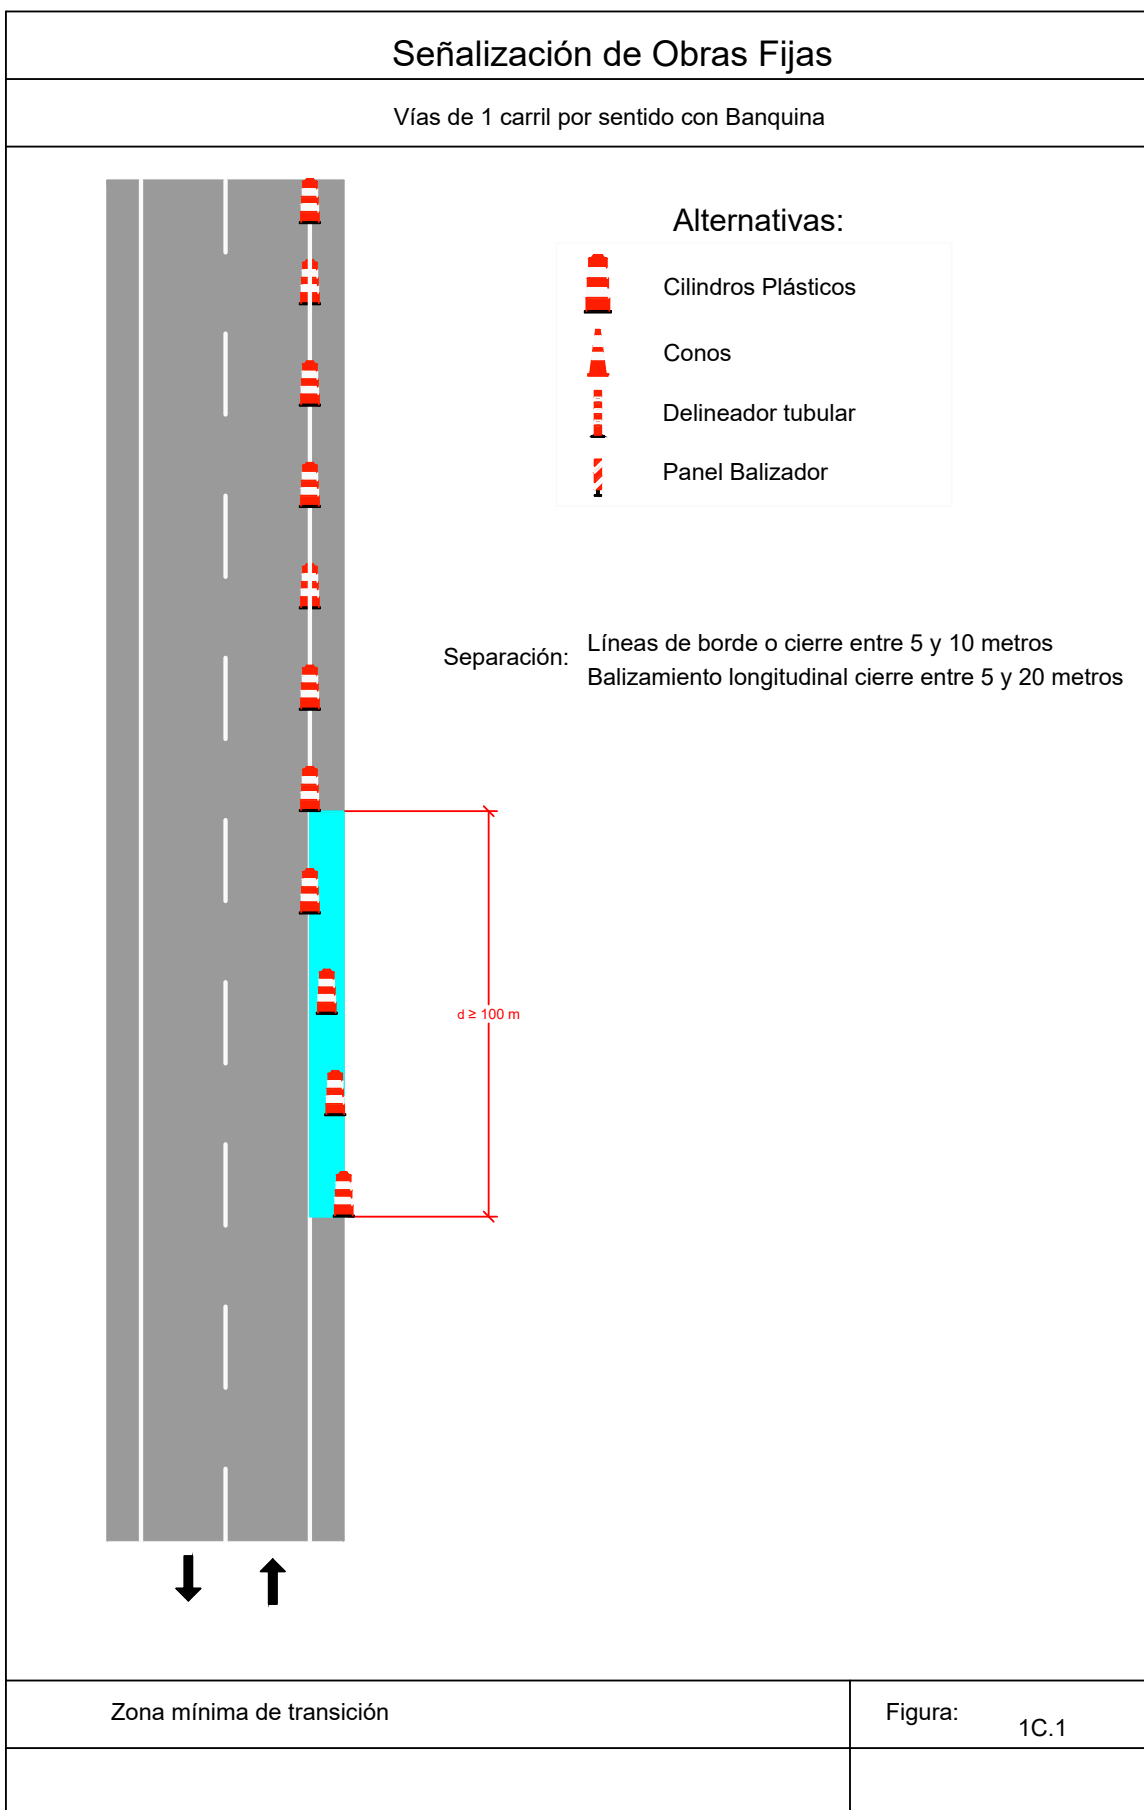 Señalización de Obras Fijas
Vías de 1 carril por sentido con Banquina
Alternativas:
Cilindros Plásticos
Conos
Delineador tubular
Panel Balizador
Separación:
Líneas de borde o cierre entre 5 y 10 metros
Balizamiento longitudinal cierre entre 5 y 20 metros
d ≥ 100 m
Zona mínima de transición
Figura:
1C.1